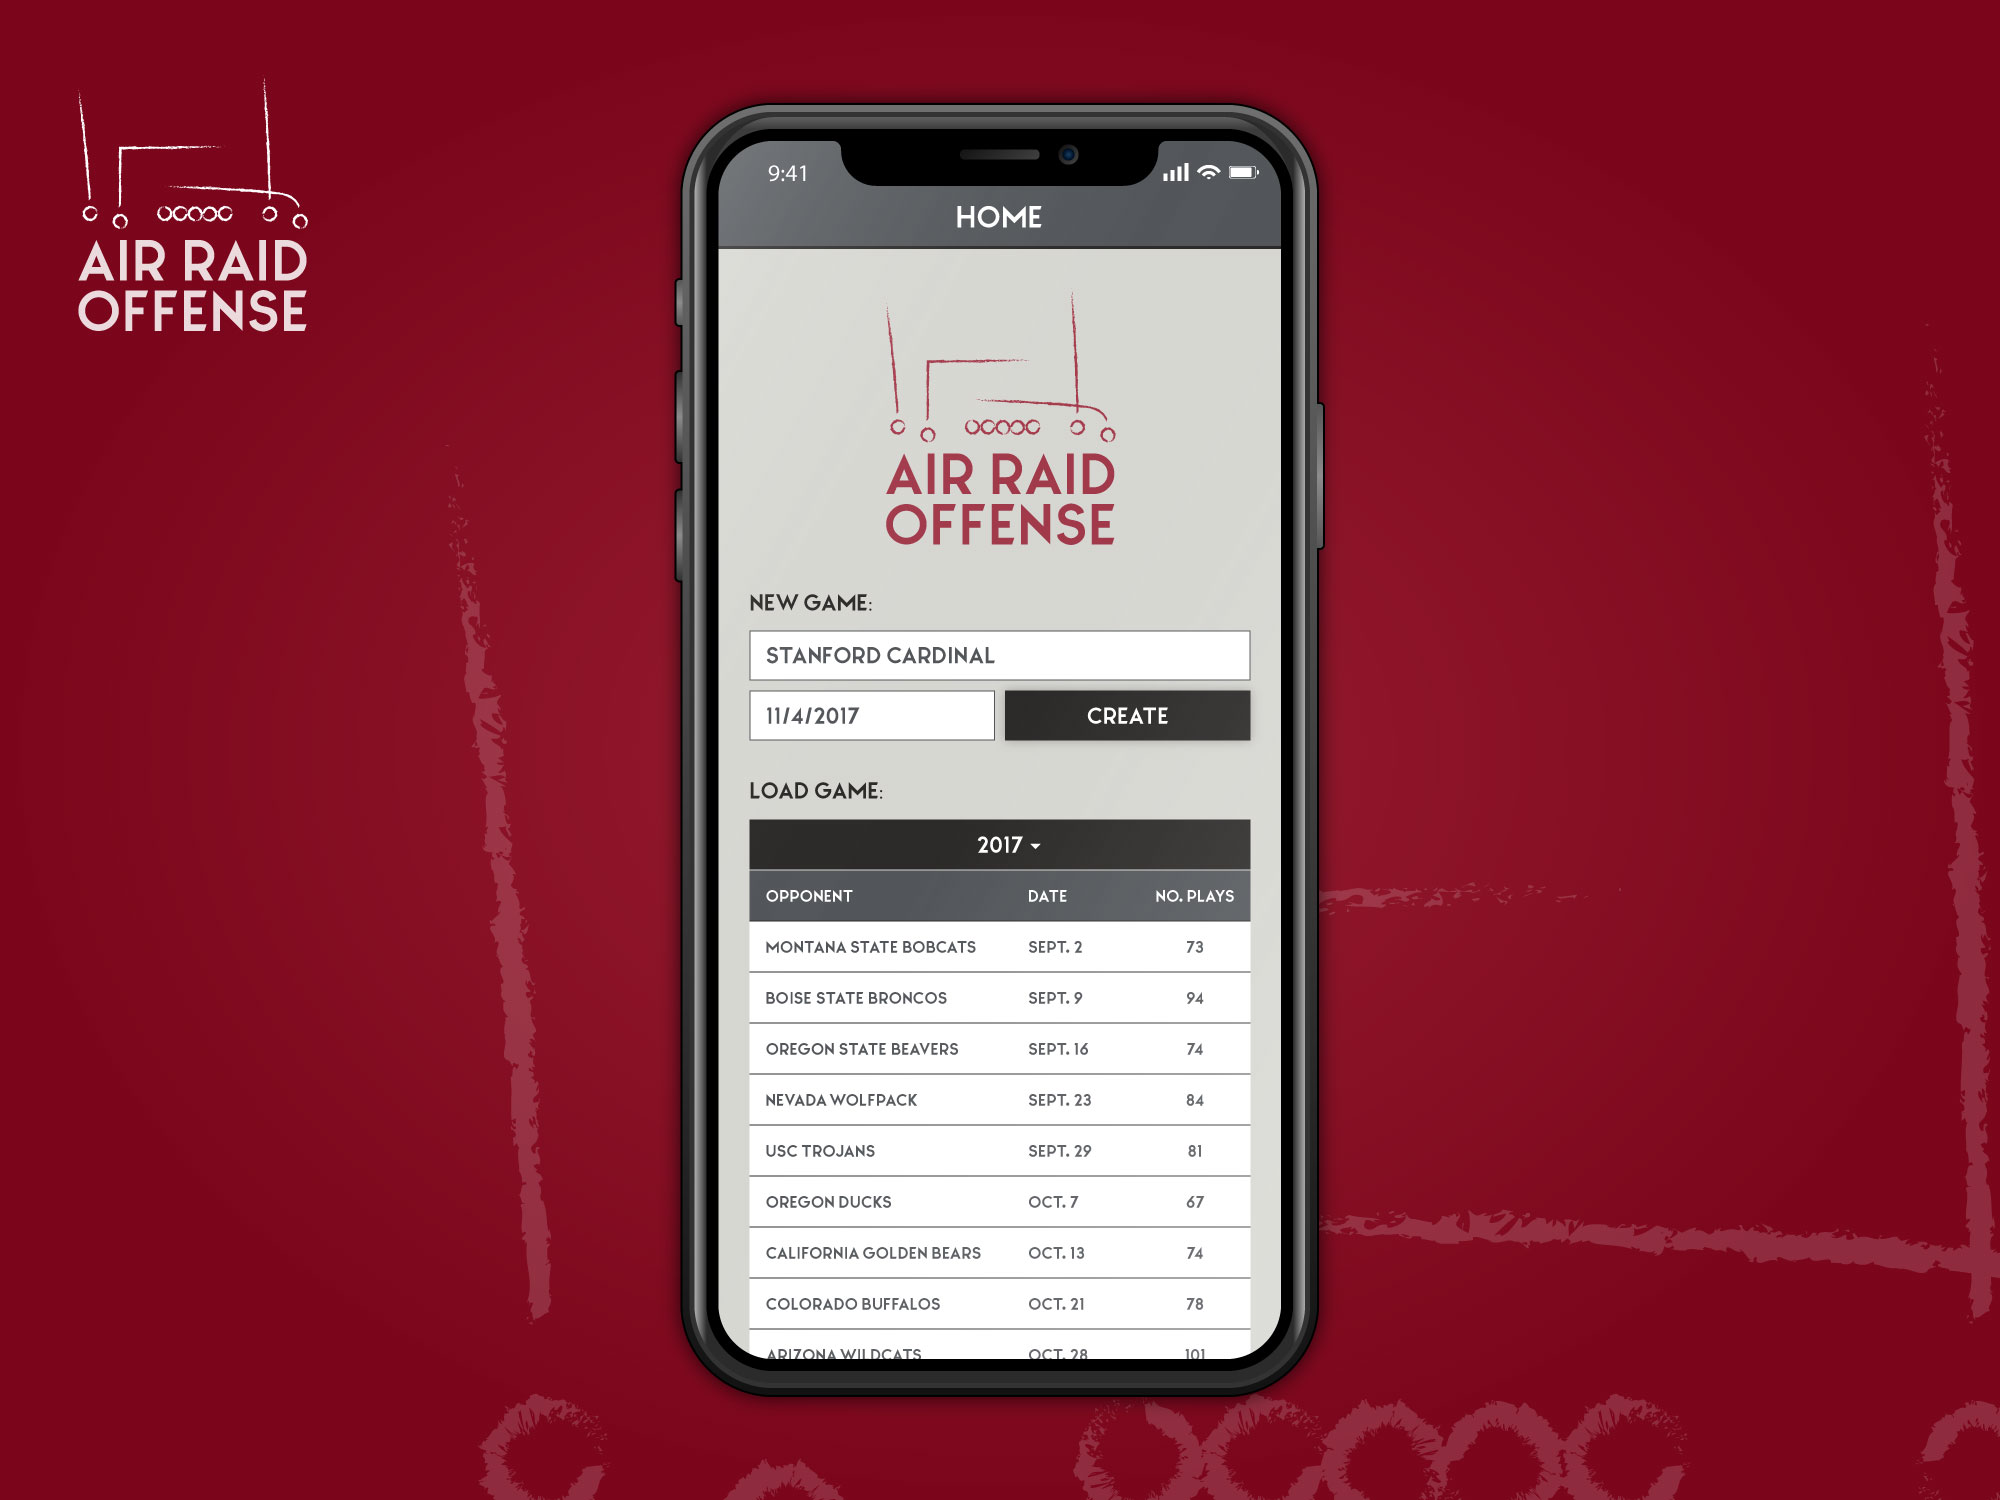 AIR RAID
OFFENSE
9:41
HOME
AIR RAID
OFFENSE
NEW GAME:
STANFORD CARDINAL
11/4/2017
CREATE
LOAD GAME:
2017
OPPONENT DATE NO. PLAYS
MONTANA STATE BOBCATS SEPT. 2 73
BOISE STATE BRONCOS SEPT. 9 94
OREGON STATE BEAVERS SEPT. 16 74
NEVADA WOLFPACK SEPT. 23 84
USC TROJANS SEPT. 29 81
OREGON DUCKS OCT. 7 67
CALIFORNIA GOLDEN BEARS OCT. 13 74
COLORADO BUFFALOS OCT. 21 78
ARIZONA WILDCATS OCT. 28 101